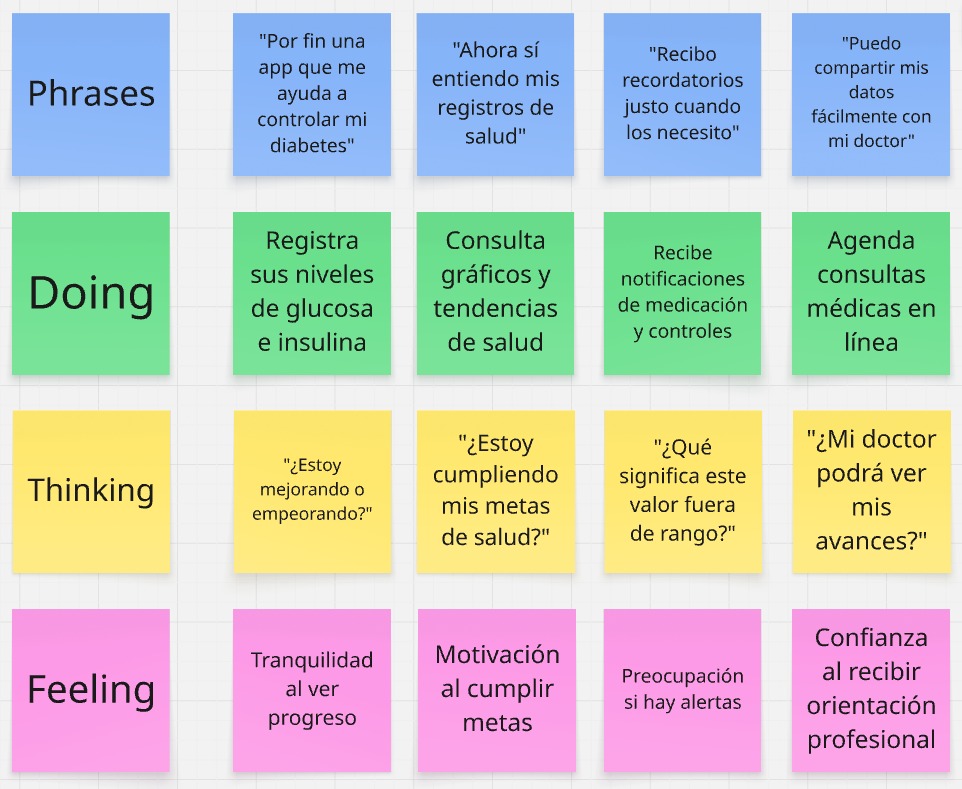 Phrases
"Por fin una
app que me
ayuda a
controlar mi
diabetes"
"Ahora sí
entiendo mis
registros de
salud"
"Recibo
recordatorios
justo cuando
los necesito"
"Puedo
compartir mis
datos
fácilmente con
mi doctor"
Doing
Registra
sus niveles
de glucosa
e insulina
Consulta
gráficos y
tendencias
de salud
Recibe
notificaciones
de medicación
y controles
Agenda
consultas
médicas en
línea
Thinking
"¿Estoy
mejorando o
empeorando?"
"¿Estoy
cumpliendo
mis metas
de salud?"
"¿Qué
significa este
valor fuera
de rango?"
"¿Mi doctor
podrá ver
mis
avances?"
Feeling
Tranquilidad
al ver
progreso
Motivación
al cumplir
metas
Preocupación
si hay alertas
Confianza
al recibir
orientación
profesional